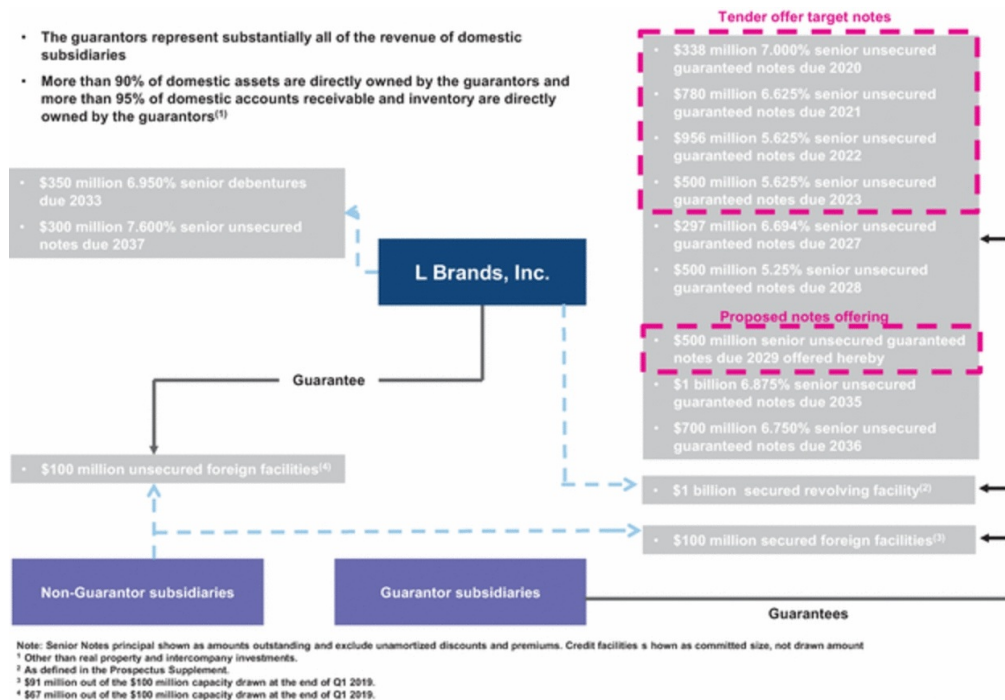 • The guarantors represent substantially all of the revenue of domestic
subsidiaries
• More than 90% of domestic assets are directly owned by the guarantors and
more than 95% of domestic accounts receivable and inventory are directly
owned by the guarantors(1)
Tender offer target notes
• $338 million 7.000% senior unsecured
guaranteed notes due 2020
• $780 million 6.625% senior unsecured
guaranteed notes due 2021
• $956 million 5.625% senior unsecured
guaranteed notes due 2022
• $500 million 5.625% senior unsecured
guaranteed notes due 2023
• $297 million 6.694% senior unsecured
guaranteed notes due 2027
• $500 million 5.25% senior unsecured
guaranteed notes due 2028
Proposed notes offering
• $500 million senior unsecured guaranteed
notes due 2029 offered hereby
• $1 billion 6.875% senior unsecured
guaranteed notes due 2035
• $700 million 6.750% senior unsecured
guaranteed notes due 2036
• $350 million 6.950% senior debentures
due 2033
• $300 million 7.600% senior unsecured
notes due 2037
L Brands, Inc.
Guarantee
• $100 million unsecured foreign facilities(4)
• $1 billion secured revolving facility(2)
• $100 million secured foreign facilities(3)
Non-Guarantor subsidiaries
Guarantor subsidiaries
Guarantees
Note: Senior Notes principal shown as amounts outstanding and exclude unamortized discounts and premiums. Credit facilities s hown as committed size, not drawn amount
1 Other than real property and intercompany investments.
2 As defined in the Prospectus Supplement.
3 $91 million out of the $100 million capacity drawn at the end of Q1 2019.
4 $67 million out of the $100 million capacity drawn at the end of Q1 2019.